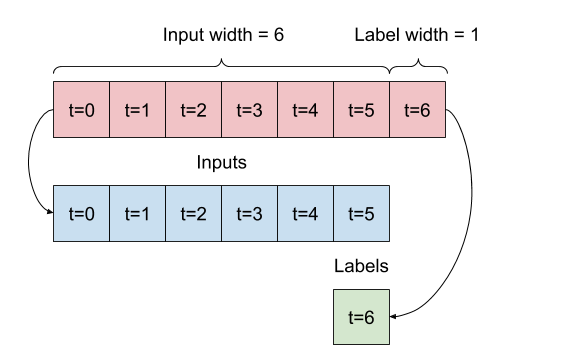 Input width = 6 Label width = 1
t=0 t=1 t=2 t=3 t=4 t=5 t=6
Inputs
t=0 t=1 t=2 t=3 t=4 t=5
Labels
t=6